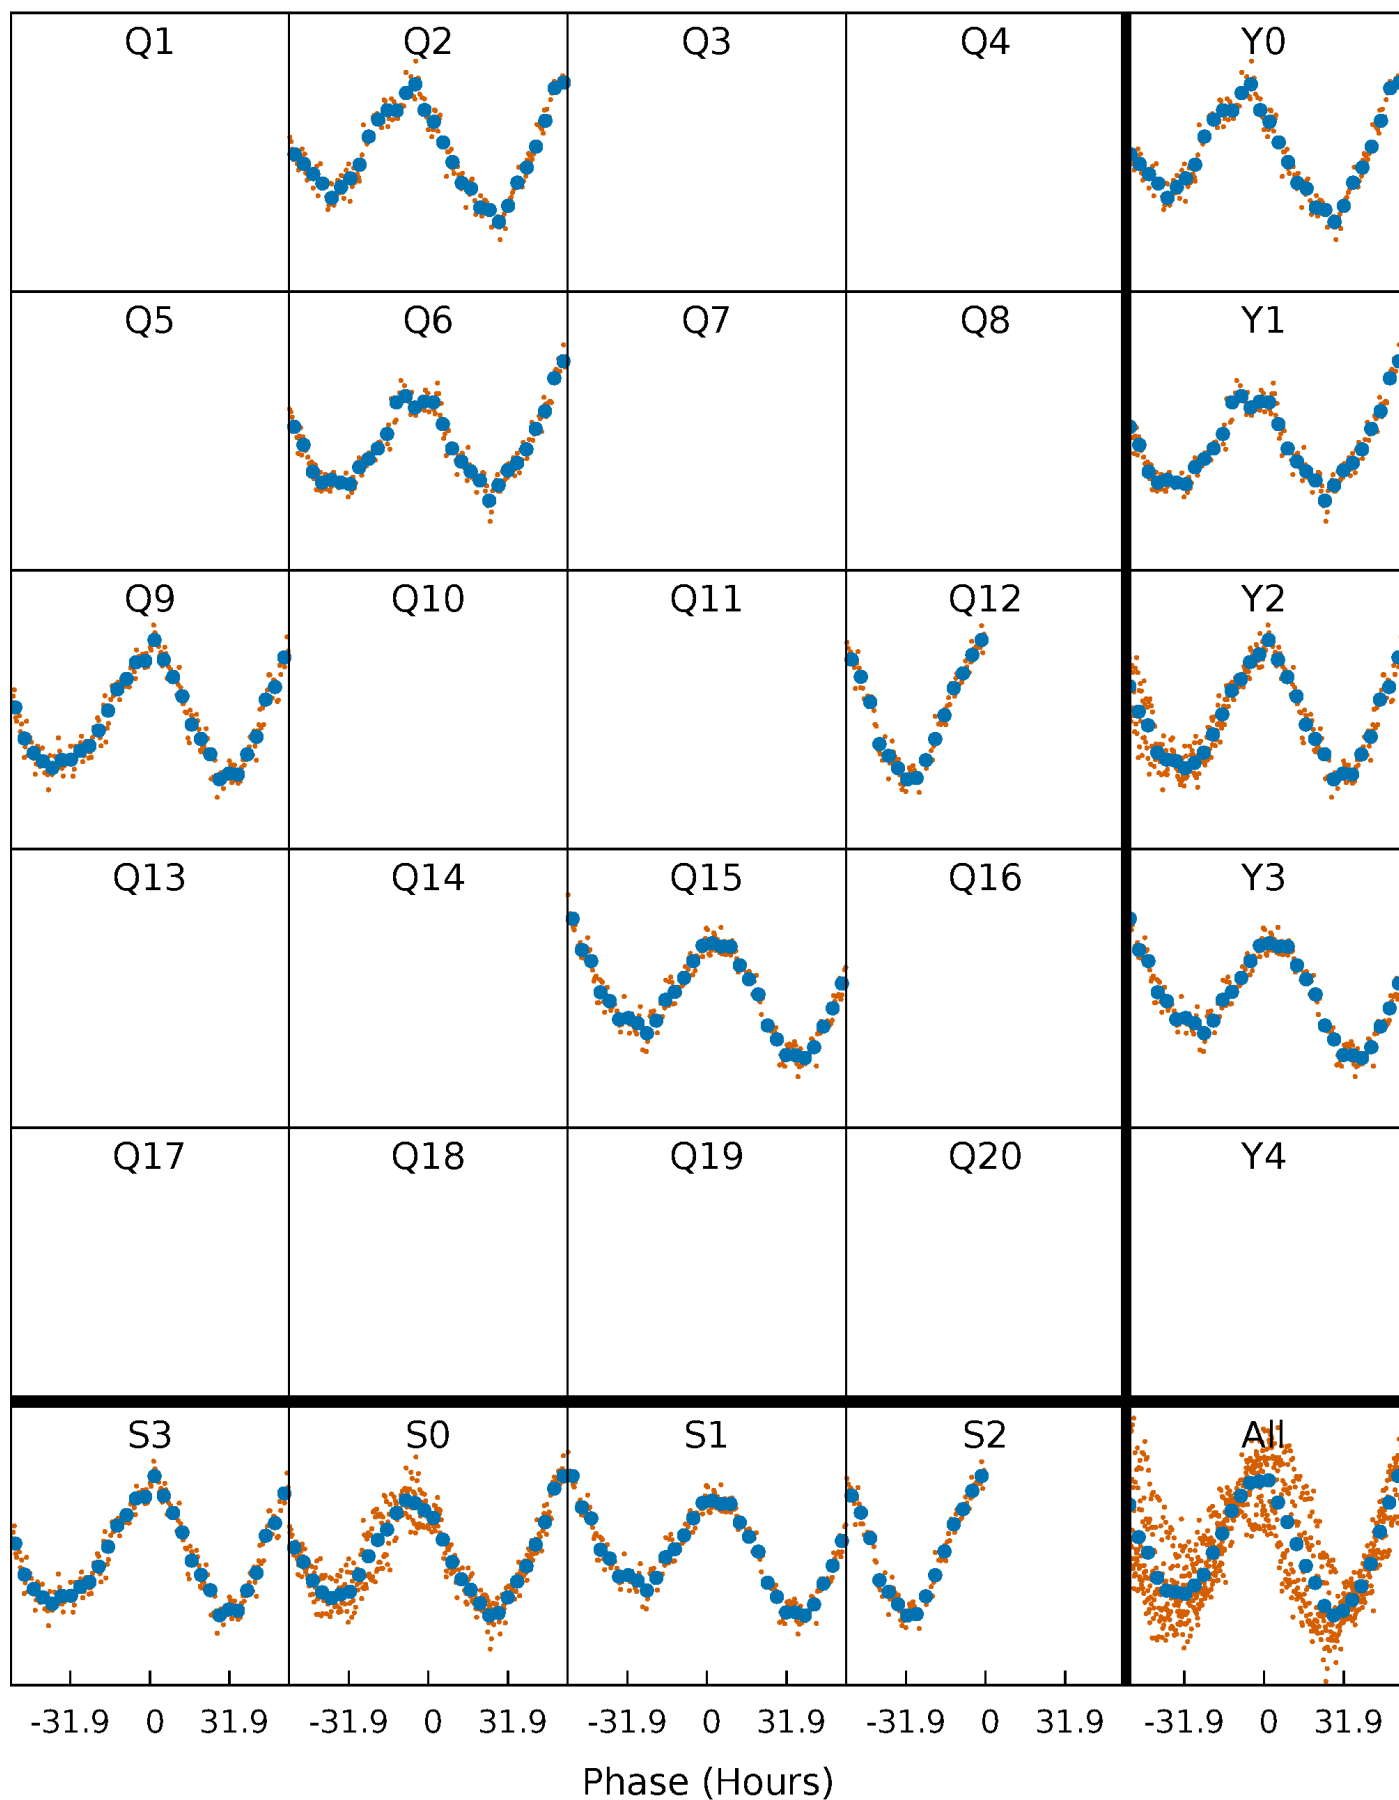 Q1 Q2 Q3 Q4 Y0
Q5 Q6 Q7 Q8 Y1
Q9 Q10 Q11 Q12 Y2
Q13 Q14 Q15 Q16 Y3
Q17 Q18 Q19 Q20 Y4
S3 S0 S1 S2 All
-31.9 0 31.9 -31.9 0 31.9 -31.9 0 31.9 -31.9 0 31.9 -31.9 0 31.9
Phase (Hours)